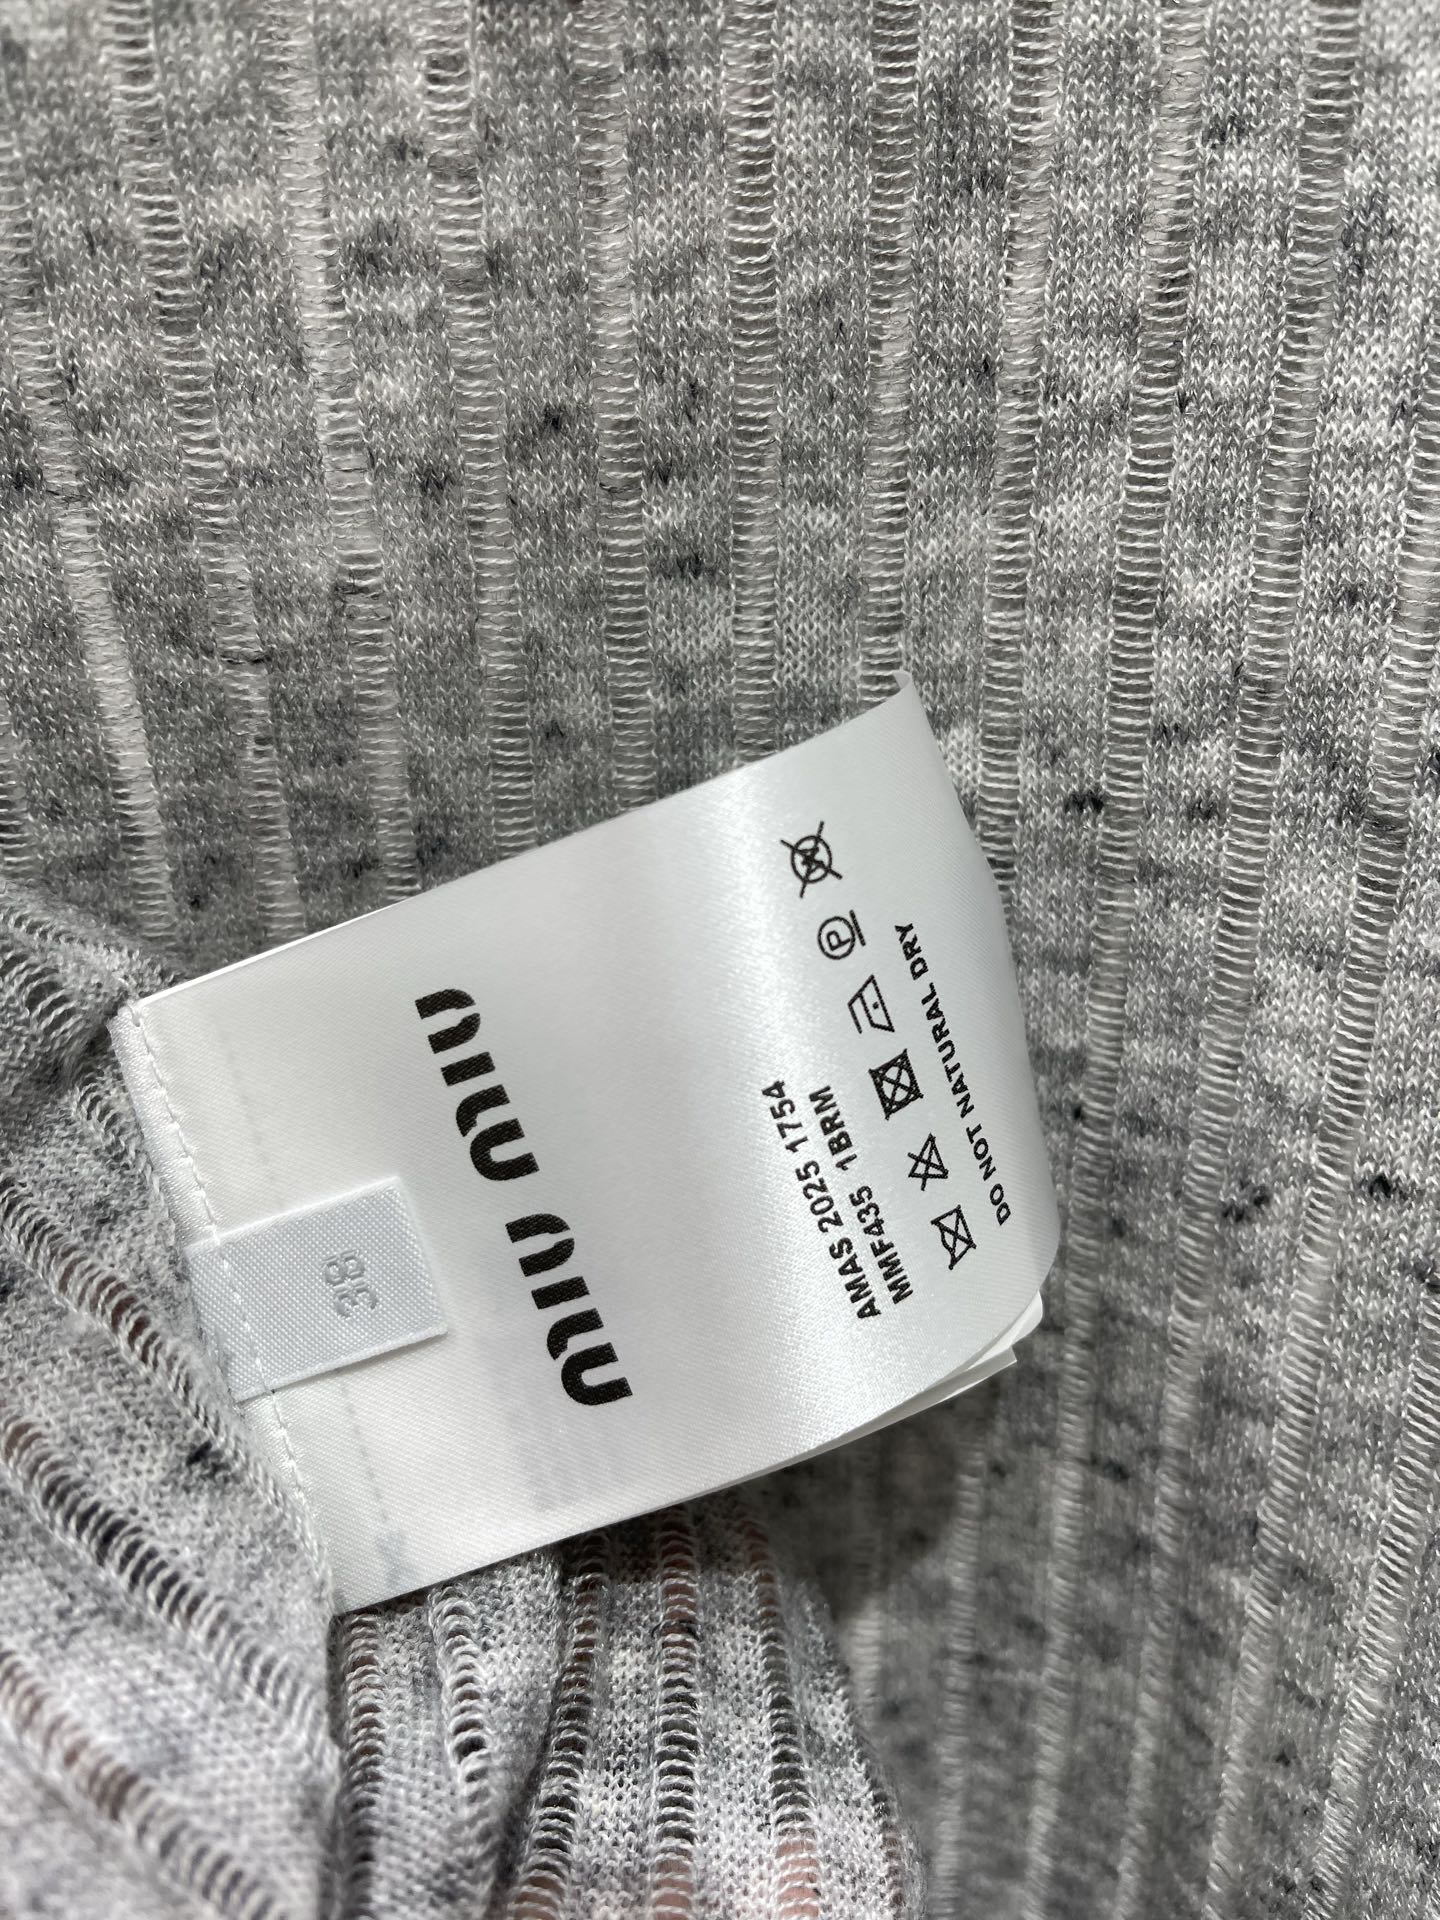 miu miu
38
AMAS 2025 1754
MMF435 1BRM
P
DO NOT NATURAL DRY